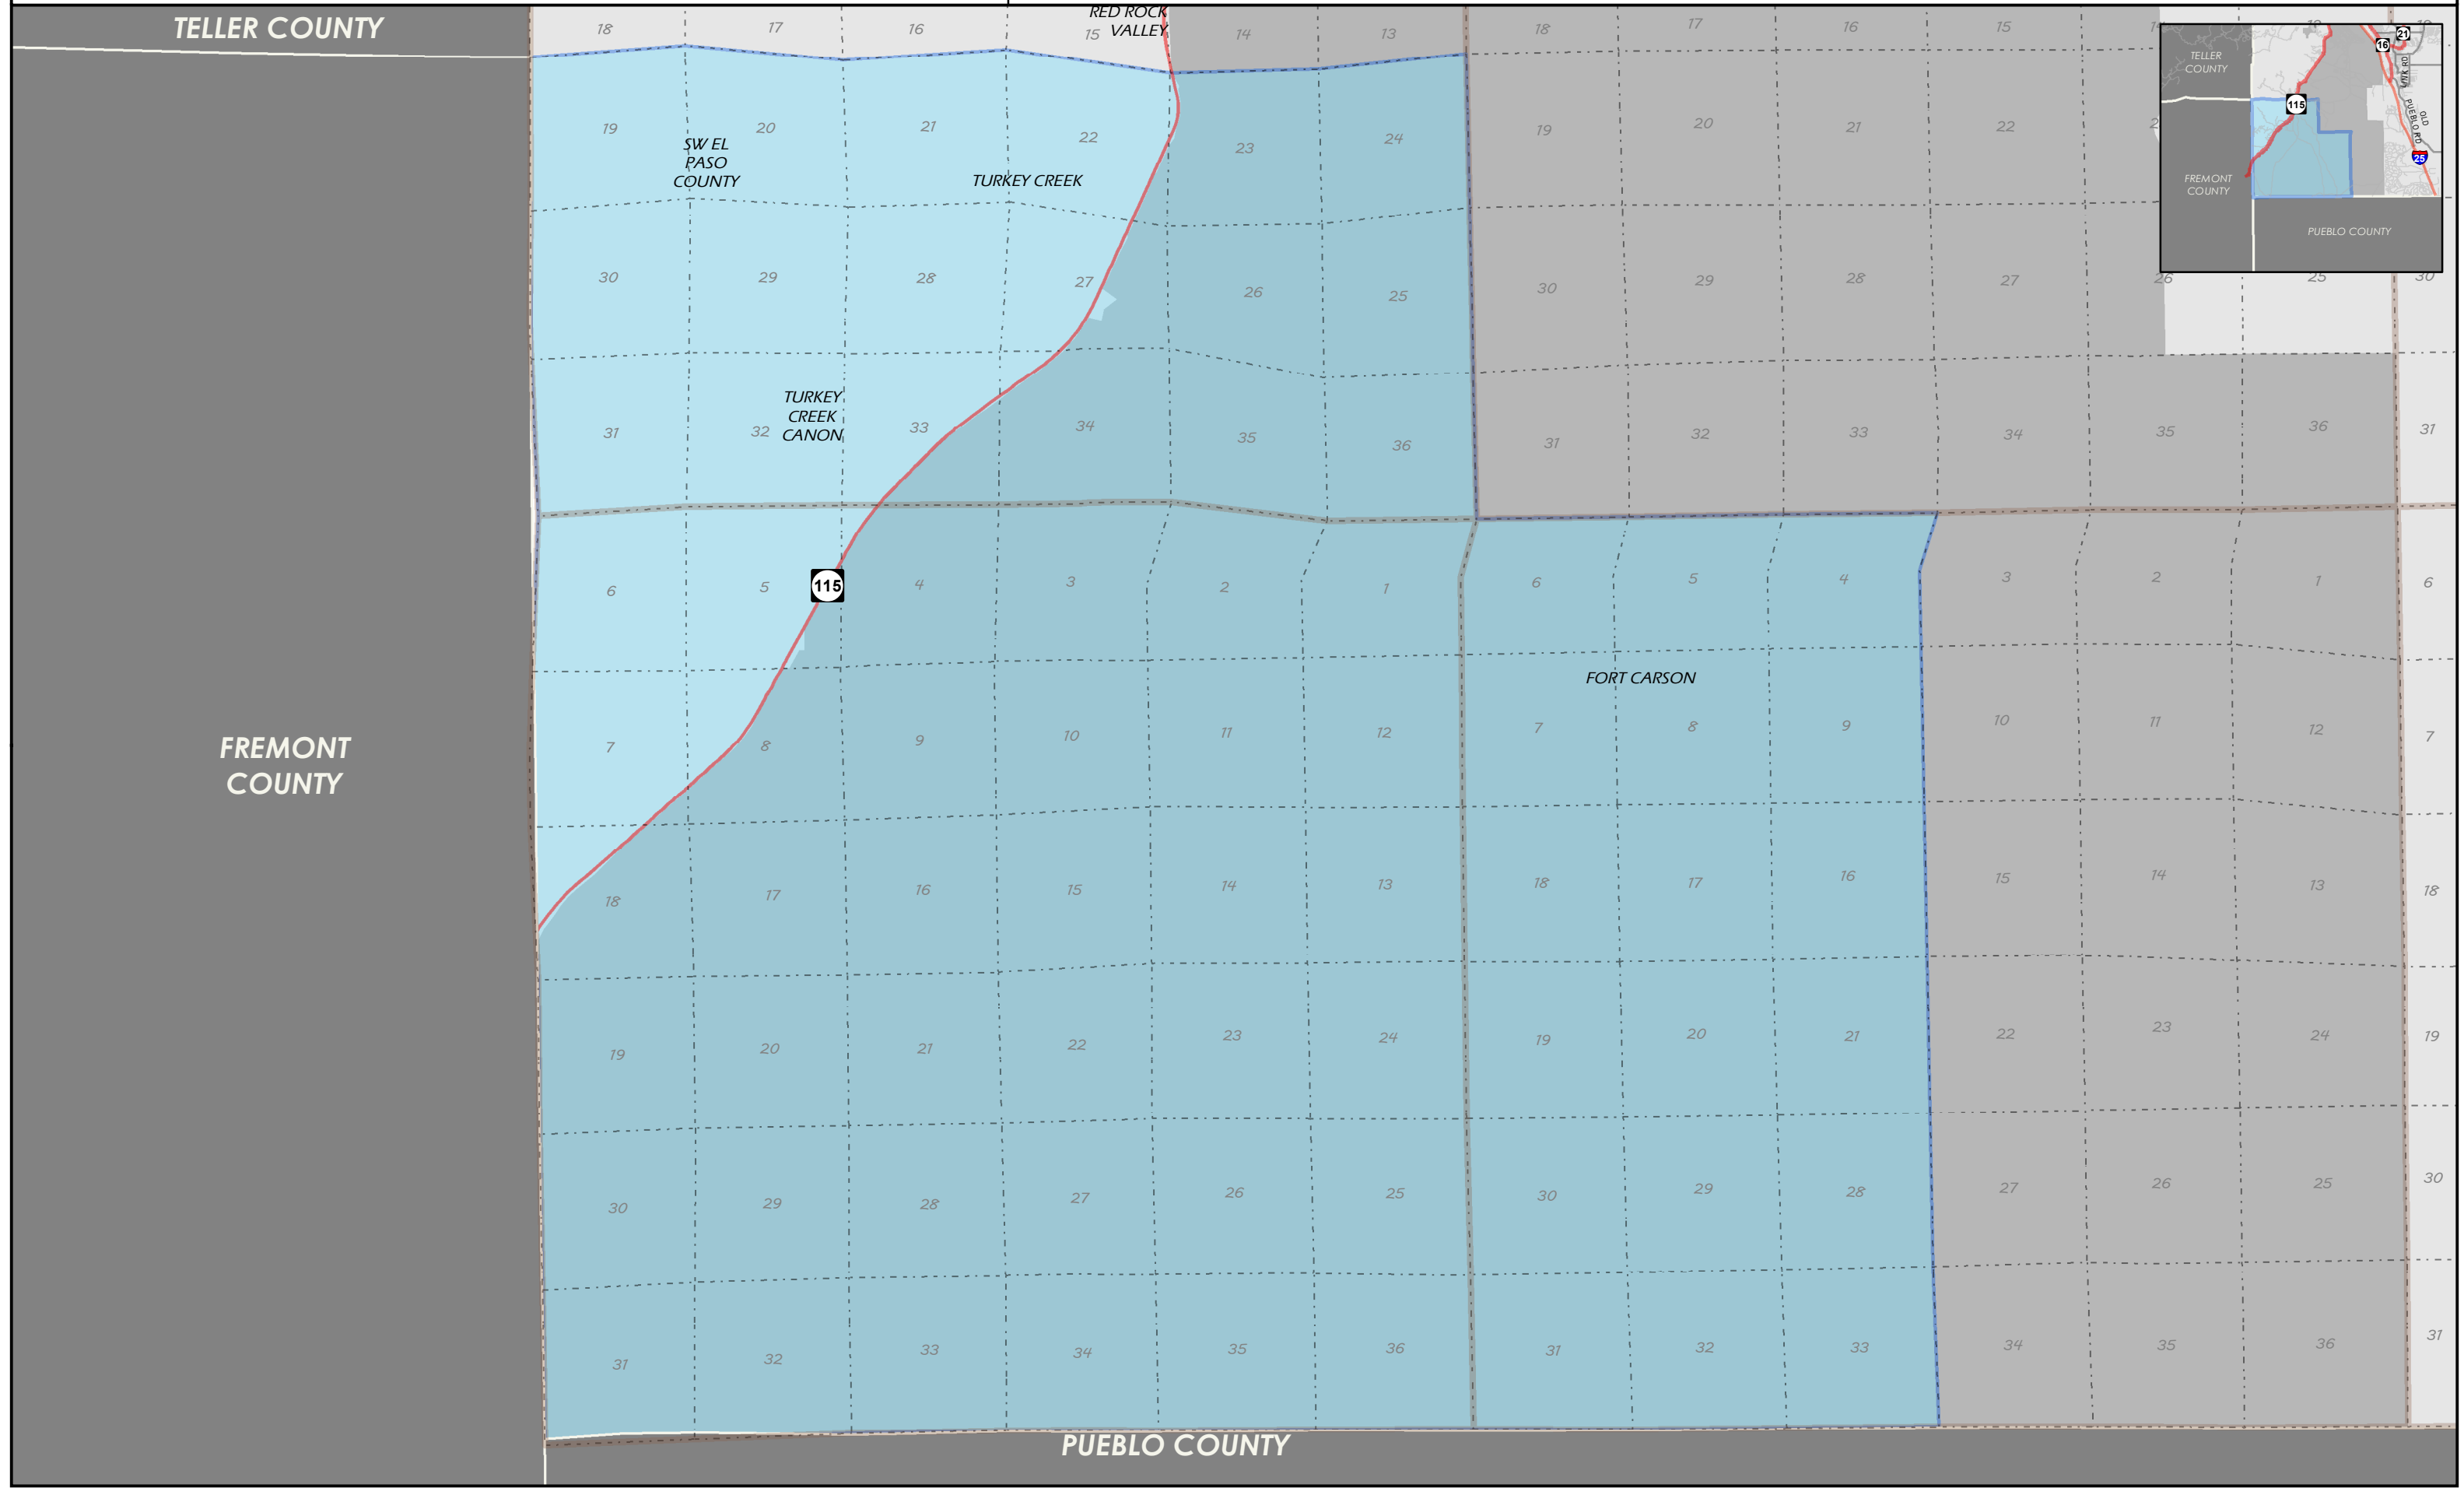 TELLER COUNTY
RED ROCK
VALLEY
18 17 16 15 14 13 18 17 16 15
19 20 21 22 23 24 19 20 21 22
SW EL
PASO
COUNTY
TURKEY CREEK
30 29 28 27 26 25 30 29 28 27 26 25 30
TURKEY
CREEK
CANON
31 32 33 34 35 36 31 32 33 34 35 36 31
115
6 5 4 3 2 1 6 5 4 3 2 1 6
FORT CARSON
FREMONT
COUNTY
7 8 9 10 11 12 7 8 9 10 11 12 7
18 17 16 15 14 13 18 17 16 15 14 13 18
19 20 21 22 23 24 19 20 21 22 23 24 19
30 29 28 27 26 25 30 29 28 27 26 25 30
31 32 33 34 35 36 31 32 33 34 35 36 31
PUEBLO COUNTY
21
16
TELLER
COUNTY
115
OLD
PUEBLO RD
25
FREMONT
COUNTY
PUEBLO COUNTY